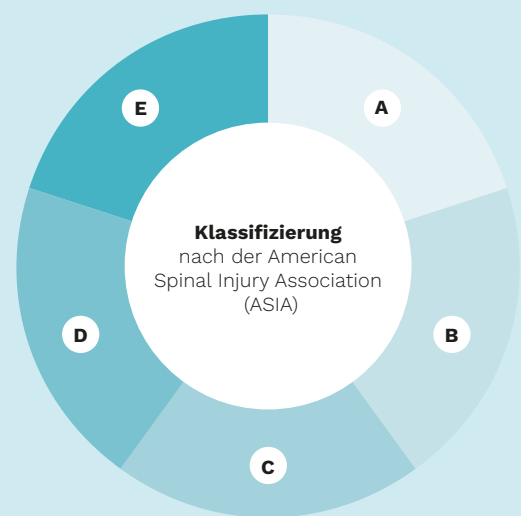 E
A
Klassifizierung
nach der American
Spinal Injury Association
(ASIA)
D
B
C